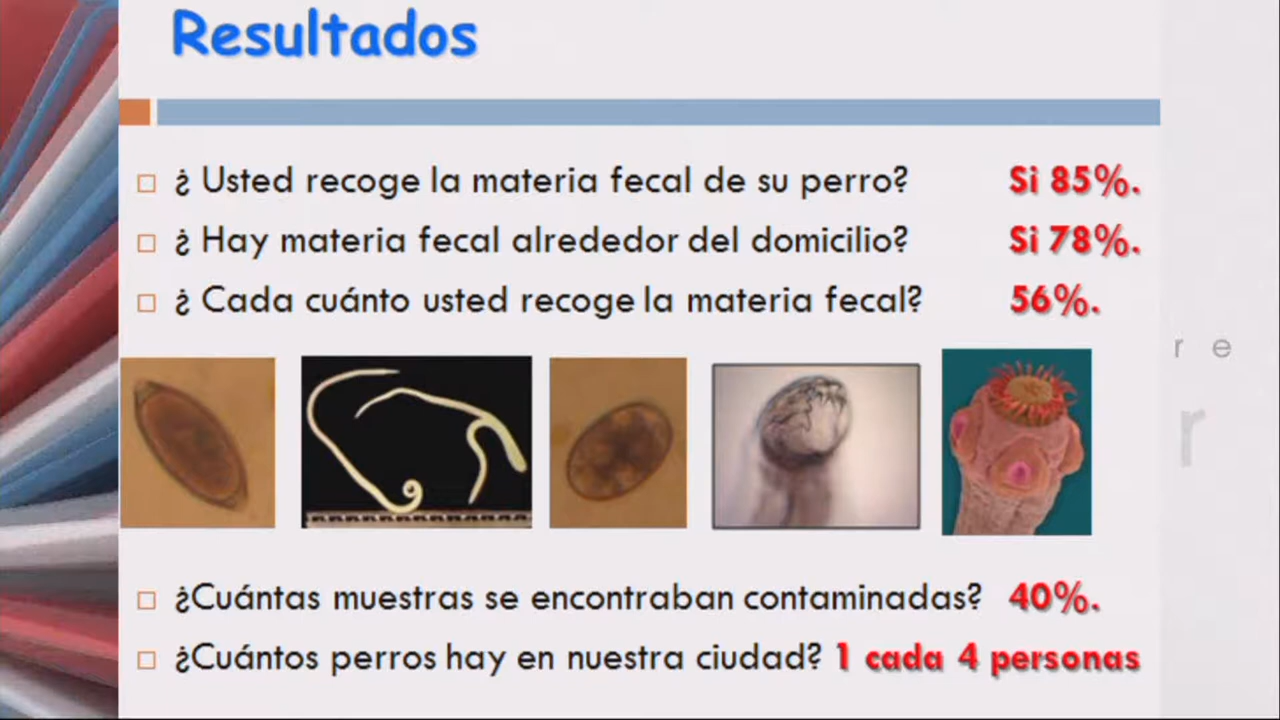 Resultados
¿ Usted recoge la materia fecal de su perro? Si 85%.
¿ Hay materia fecal alrededor del domicilio? Si 78%.
¿ Cada cuánto usted recoge la materia fecal? 56%.
r e
r
¿Cuántas muestras se encontraban contaminadas? 40%.
¿Cuántos perros hay en nuestra ciudad? 1 cada 4 personas